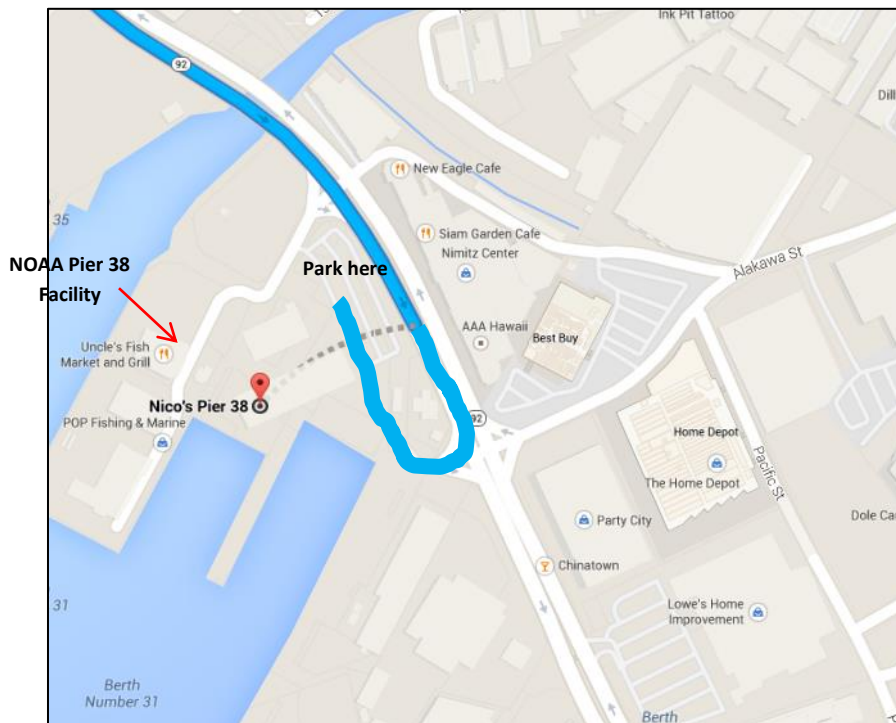 Ink Pit Tattoo
92
New Eagle Cafe
35
Siam Garden Cafe
Nimitz Center
NOAA Pier 38
Facility
Park here
Alakawa St
AAA Hawaii
Best Buy
Uncle's Fish
Market and Grill
Nico's Pier 38
POP Fishing & Marine
92
Home Depot
The Home Depot
Pacific St
Party City
Dole Ca
Chinatown
31
Lowe's Home
Improvement
Berth
Number 31
Berth